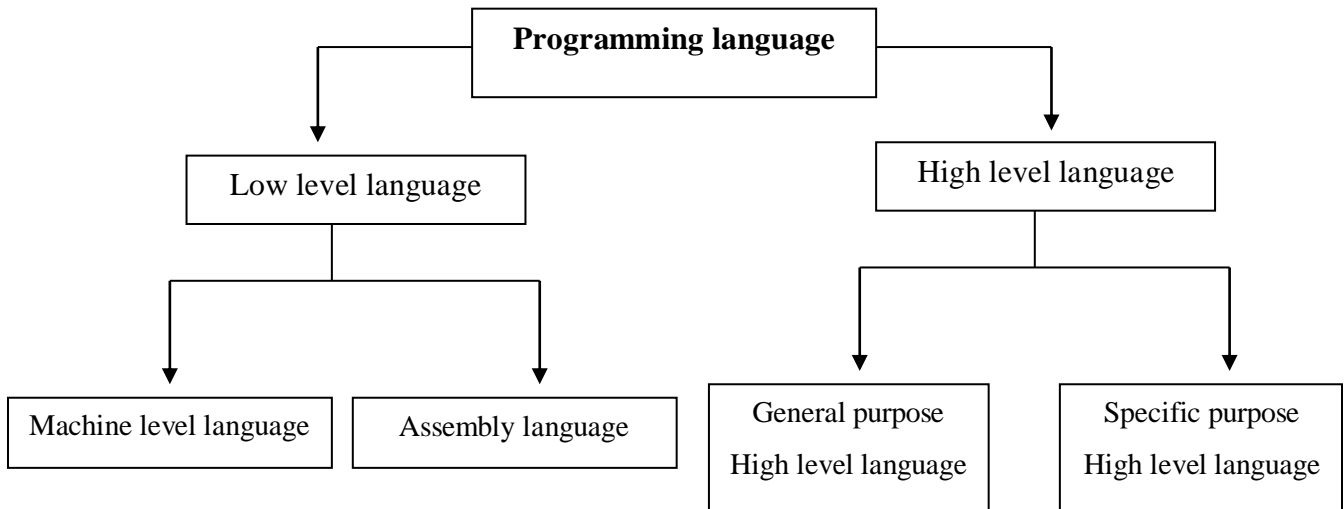 Programming language
Low level language
High level language
Machine level language
Assembly language
General purpose
High level language
Specific purpose
High level language